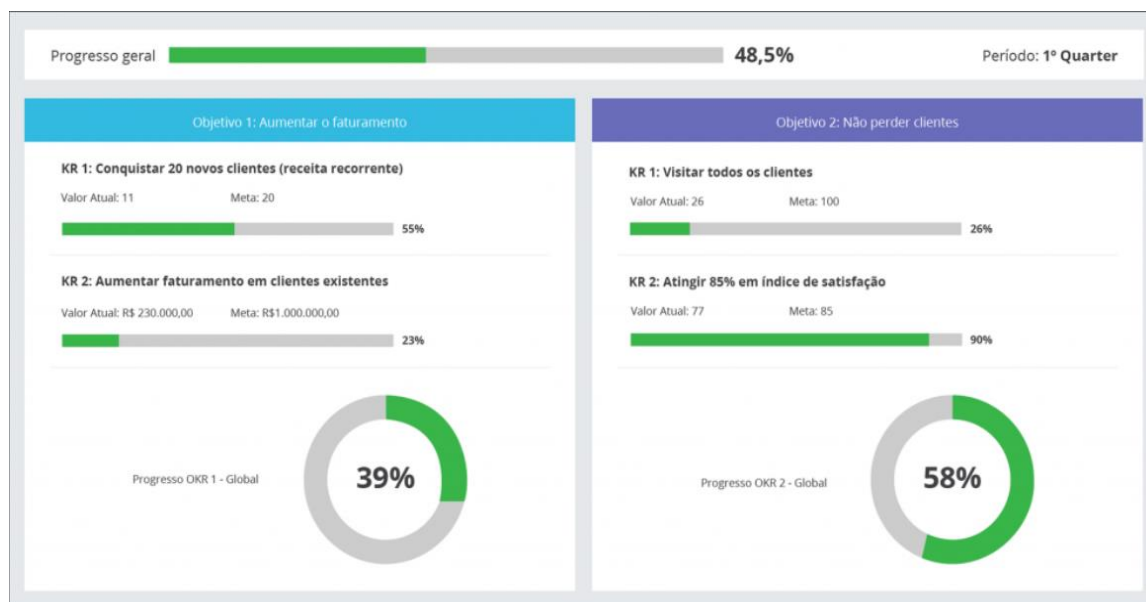 Progresso geral 48,5% Período: 1º Quarter
Objetivo 1: Aumentar o faturamento
KR 1: Conquistar 20 novos clientes (receita recorrente)
Valor Atual: 11 Meta: 20
55%
KR 2: Aumentar faturamento em clientes existentes
Valor Atual: R$ 230.000,00 Meta: R$1.000.000,00
23%
Progresso OKR 1 - Global 39%
Objetivo 2: Não perder clientes
KR 1: Visitar todos os clientes
Valor Atual: 26 Meta: 100
26%
KR 2: Atingir 85% em índice de satisfação
Valor Atual: 77 Meta: 85
90%
Progresso OKR 2 - Global 58%